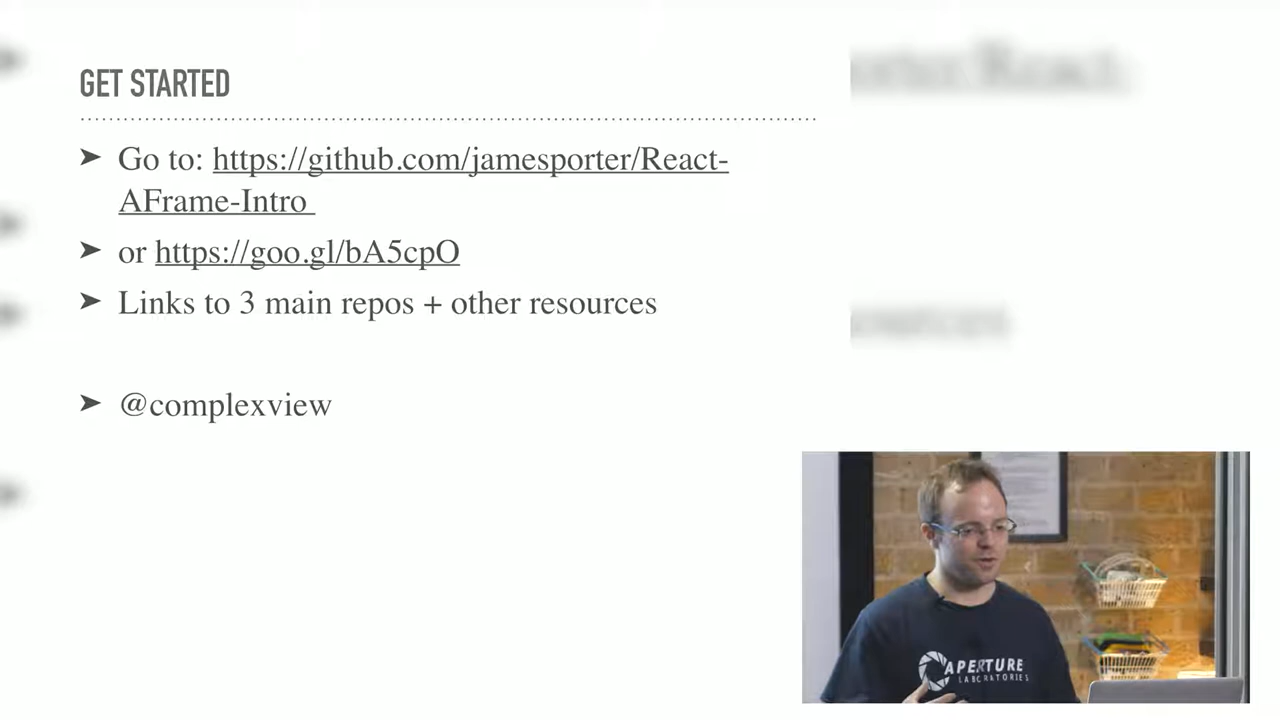 GET STARTED
➤ Go to: https://github.com/jamesporter/React-
AFrame-Intro
➤ or https://goo.gl/bA5cpO
➤ Links to 3 main repos + other resources
➤ @complexview
APERTURE
LABORATORIES